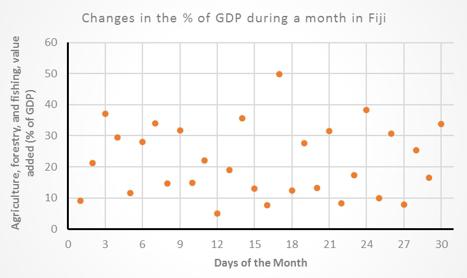 Changes in the % of GDP during a month in Fiji
Agriculture, forestry, and fishing, value
added (% of GDP)
60
50
40
30
20
10
0
0 3 6 9 12 15 18 21 24 27 30
Days of the Month